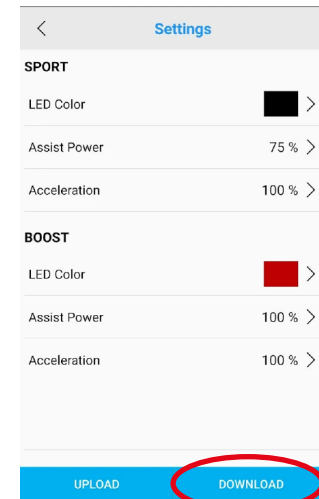 Settings
SPORT
LED Color
Assist Power 75 %
Acceleration 100 %
BOOST
LED Color
Assist Power 100 %
Acceleration 100 %
UPLOAD DOWNLOAD